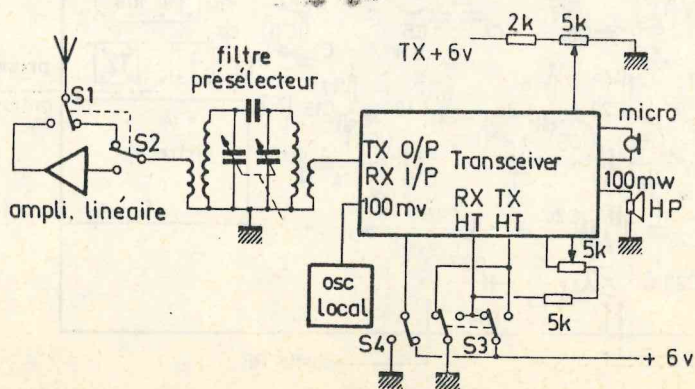 2k
5k
TX+6v
filtre
présélecteur
S1
S2
micro
TX O/P
RX I/P
100mv
Transceiver
RX
HT
TX
HT
100mw
HP
ampli. linéaire
osc
local
5k
5k
S4
S3
+ 6v